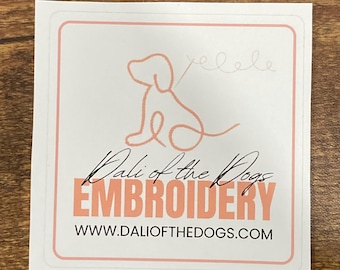 Dali of the Dogs
EMBROIDERY
WWW.DALIOFTHEDOGS.COM